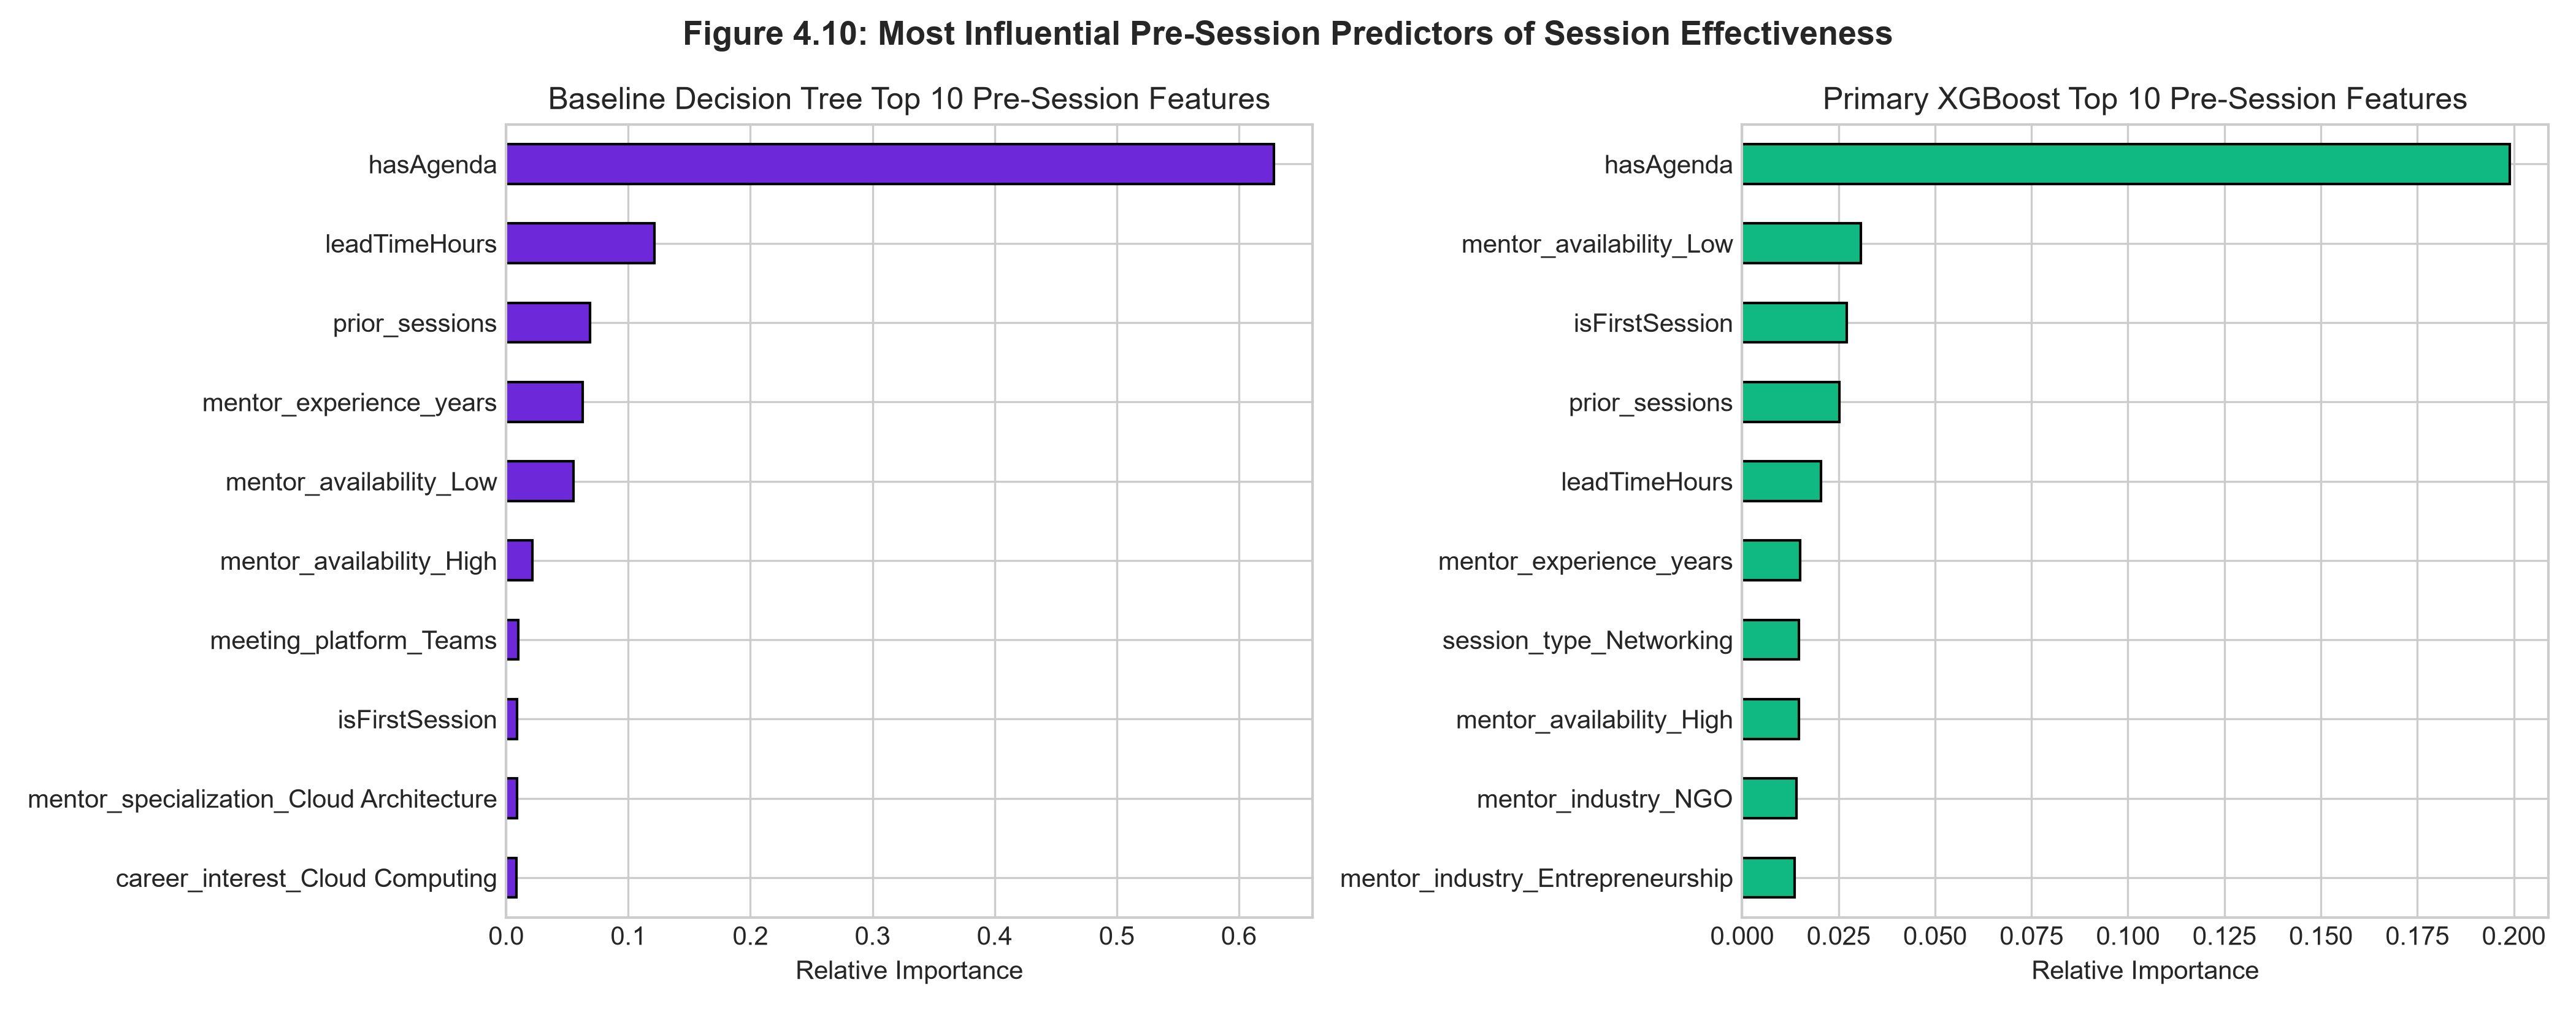 Figure 4.10: Most Influential Pre-Session Predictors of Session Effectiveness
Baseline Decision Tree Top 10 Pre-Session Features
hasAgenda
leadTimeHours
prior_sessions
mentor_experience_years
mentor_availability_Low
mentor_availability_High
meeting_platform_Teams
isFirstSession
mentor_specialization_Cloud Architecture
career_interest_Cloud Computing
0.0 0.1 0.2 0.3 0.4 0.5 0.6
Relative Importance
Primary XGBoost Top 10 Pre-Session Features
hasAgenda
mentor_availability_Low
isFirstSession
prior_sessions
leadTimeHours
mentor_experience_years
session_type_Networking
mentor_availability_High
mentor_industry_NGO
mentor_industry_Entrepreneurship
0.000 0.025 0.050 0.075 0.100 0.125 0.150 0.175 0.200
Relative Importance